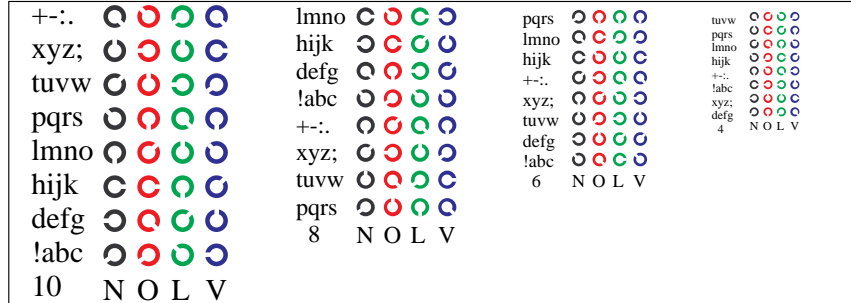 +-:.
xyz;
tuvw
pqrs
lmno
hijk
defg
!abc
10 N O L V
lmno
hijk
defg
!abc
+-:.
xyz;
tuvw
pqrs
8 N O L V
pqrs
lmno
hijk
+-:.
xyz;
tuvw
defg
!abc
6 N O L V
tuvw
pqrs
lmno
hijk
+-:.
!abc
xyz;
defg
4 N O L V